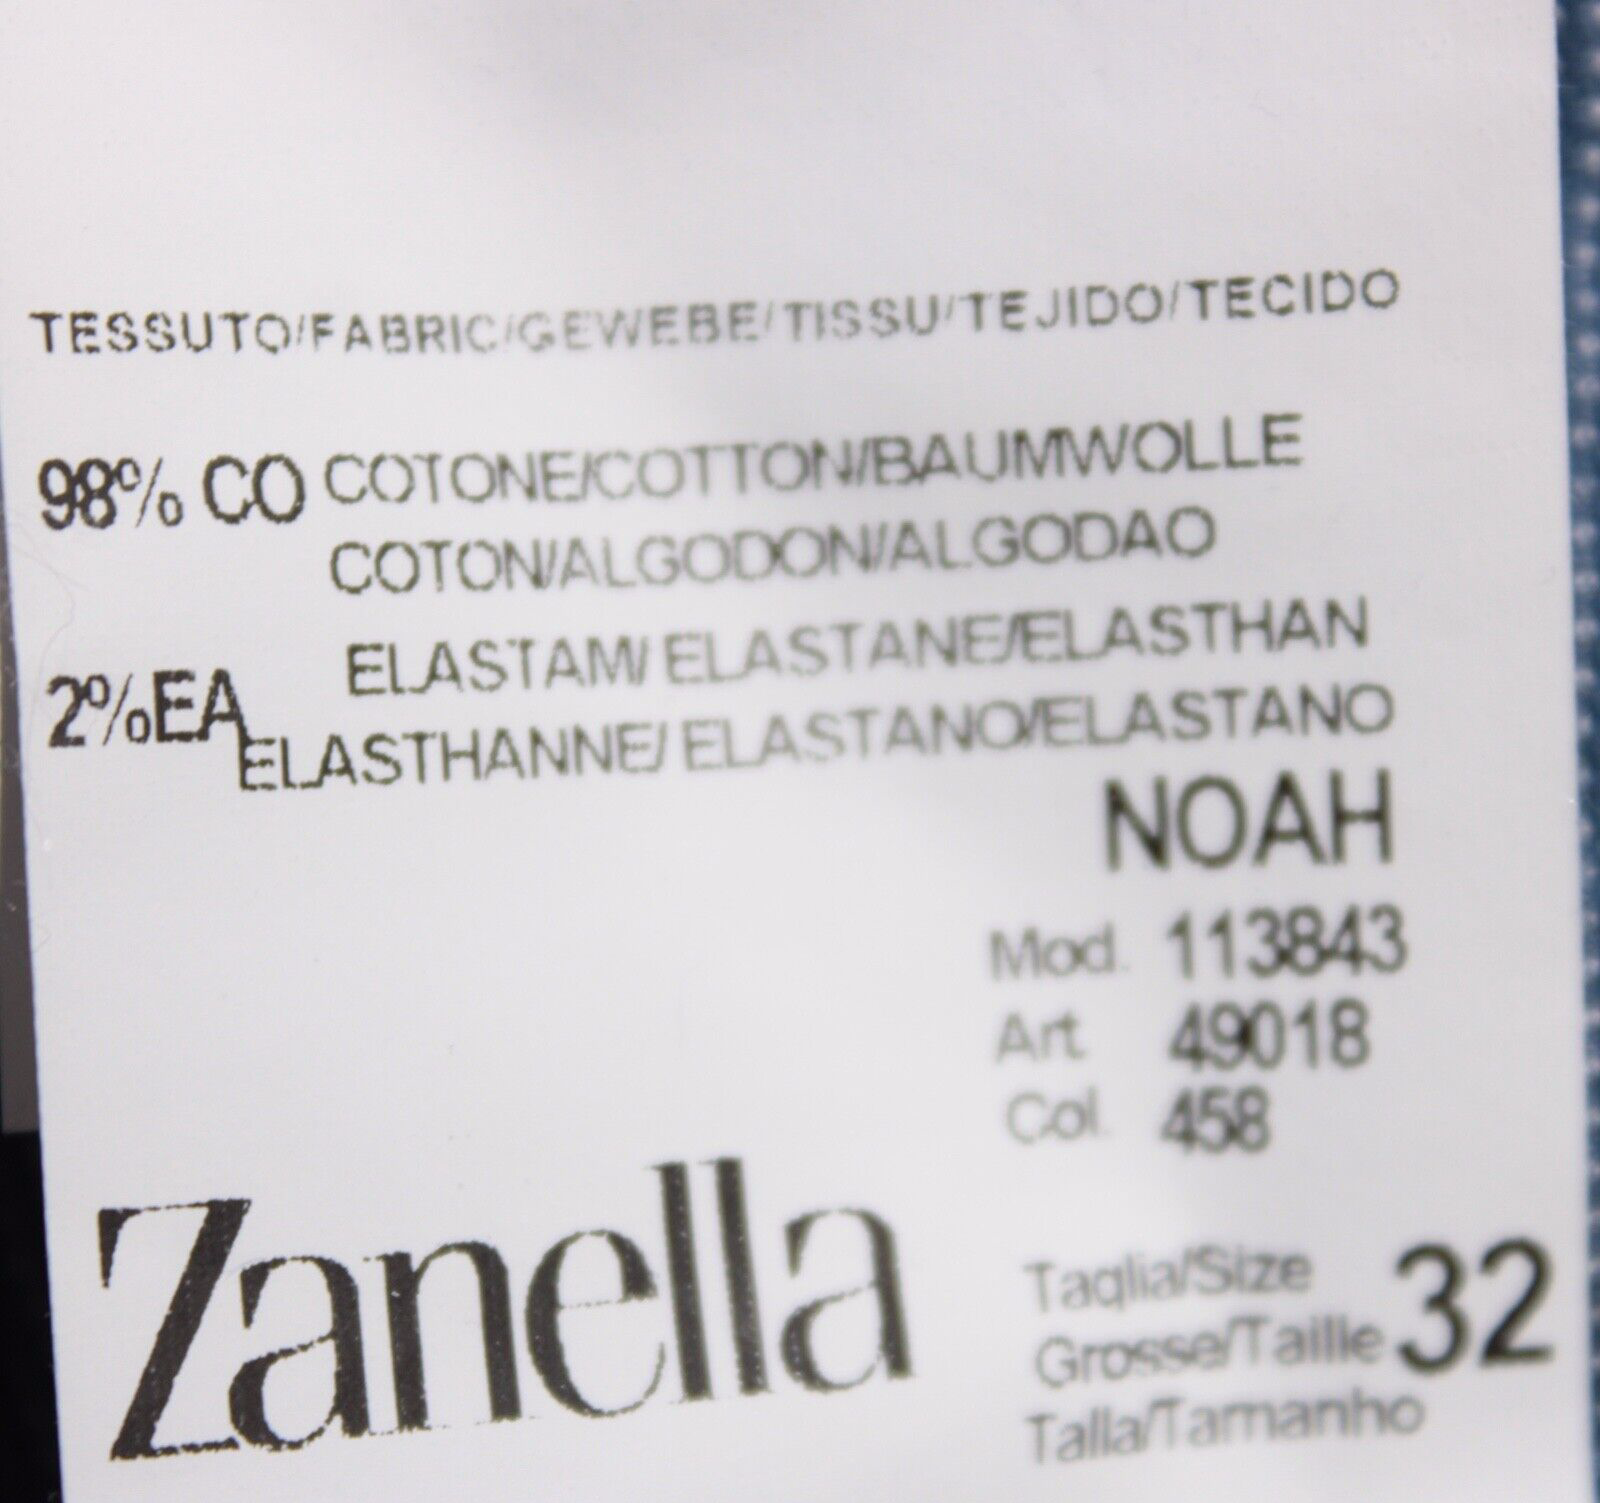 TESSUTO/FABRIC/GEWEBE/TISSU/TEJIDO/TECIDO
98% CO COTONE/COTTON/BAUMWOLLE
COTON/ALGODON/ALGODAO
2%EA ELASTAM/ ELASTANE/ELASTHAN
ELASTHANNE/ ELASTANO/ELASTANO
NOAH
Mod. 113843
Art. 49018
Col. 458
Zanella
Taglia/Size
Grosse/Taille 32
Talla/Tamanho